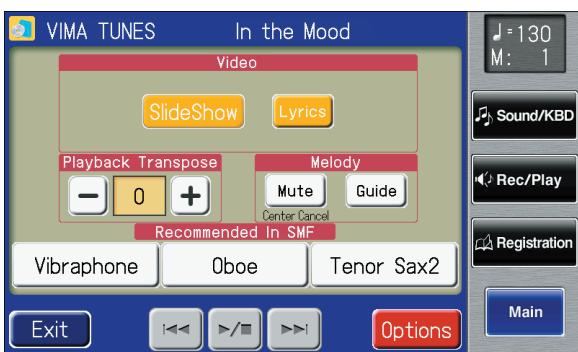 VIMA TUNES In the Mood
♩=130
M: 1
Video
SlideShow Lyrics
Sound/KBD
Playback Transpose
Melody
− 0 +
Mute Guide
Center Cancel
Rec/Play
Recommended In SMF
Vibraphone Oboe Tenor Sax2
Registration
Exit Options
Main